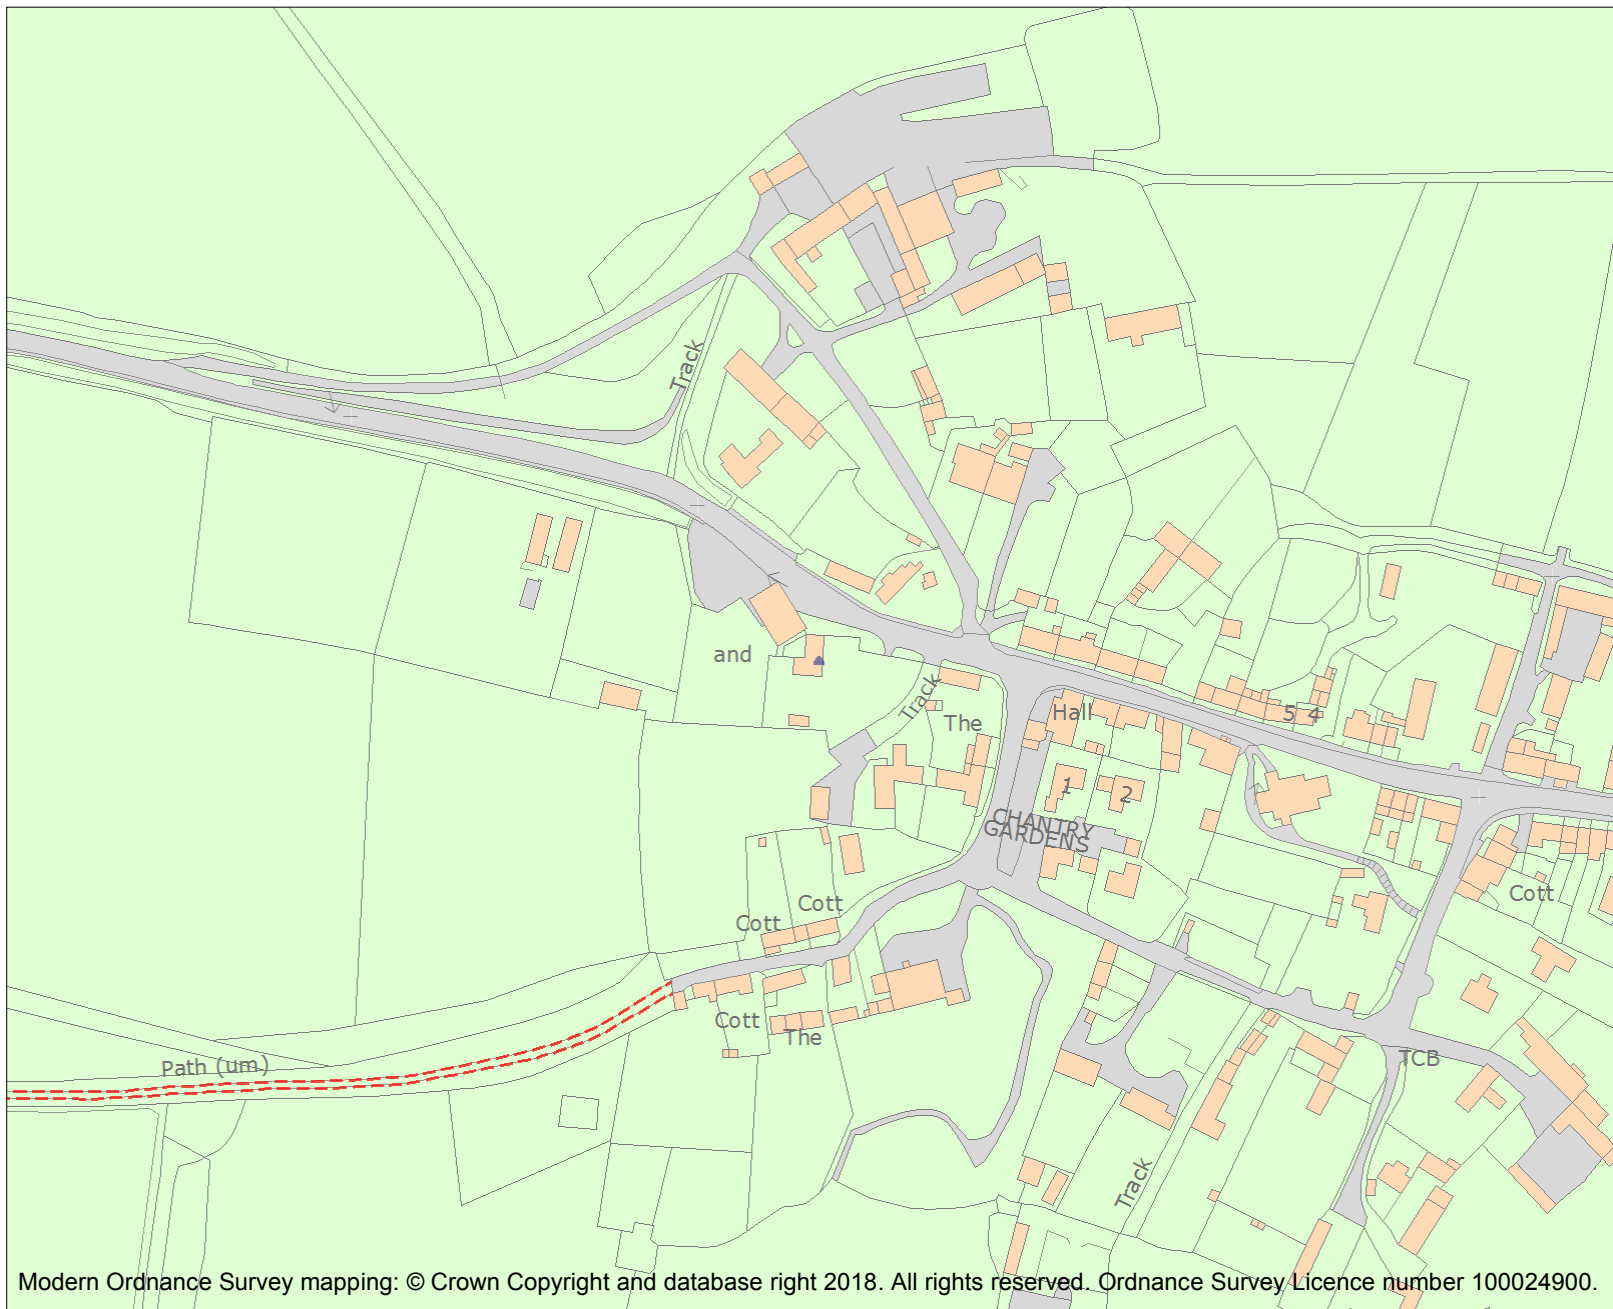 Track
and
Track
The
Hall
5
4
1
2
CHANTRY
GARDENS
Cott
Cott
Cott
Cott
The
Path (um)
TCB
Track
Modern Ordnance Survey mapping: © Crown Copyright and database right 2018. All rights reserved. Ordnance Survey Licence number 100024900.